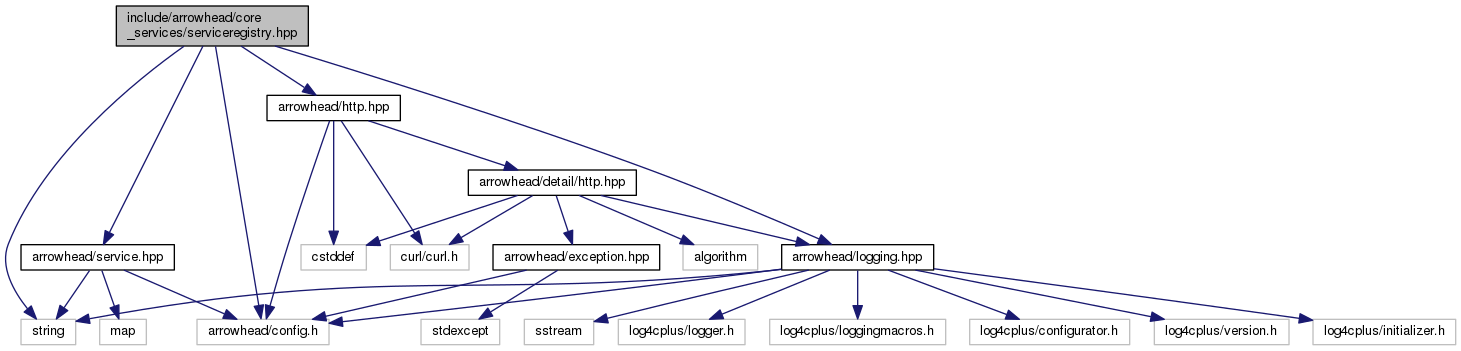 include/arrowhead/core
_services/serviceregistry.hpp
arrowhead/http.hpp
arrowhead/detail/http.hpp
arrowhead/service.hpp
cstddef
curl/curl.h
arrowhead/exception.hpp
algorithm
arrowhead/logging.hpp
string
map
arrowhead/config.h
stdexcept
sstream
log4cplus/logger.h
log4cplus/loggingmacros.h
log4cplus/configurator.h
log4cplus/version.h
log4cplus/initializer.h